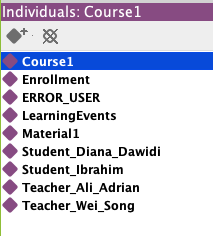 Individuals: Course1
Course1
Enrollment
ERROR_USER
LearningEvents
Material1
Student_Diana_Dawidi
Student_Ibrahim
Teacher_Ali_Adrian
Teacher_Wei_Song